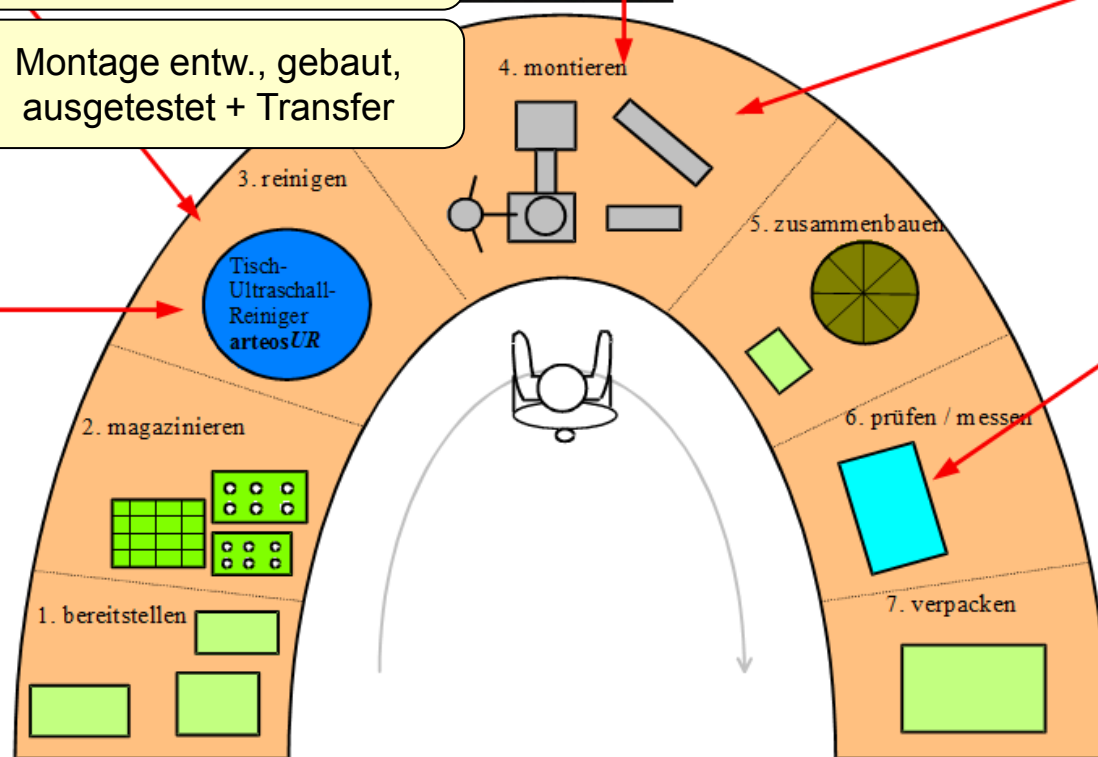 Montage entw., gebaut,
ausgetestet + Transfer
4. montieren
3. reinigen
5. zusammenbauen
Tisch-
Ultraschall-
Reiniger
arteosUR
2. magazinieren
6. prüfen / messen
1. bereitstellen
7. verpacken